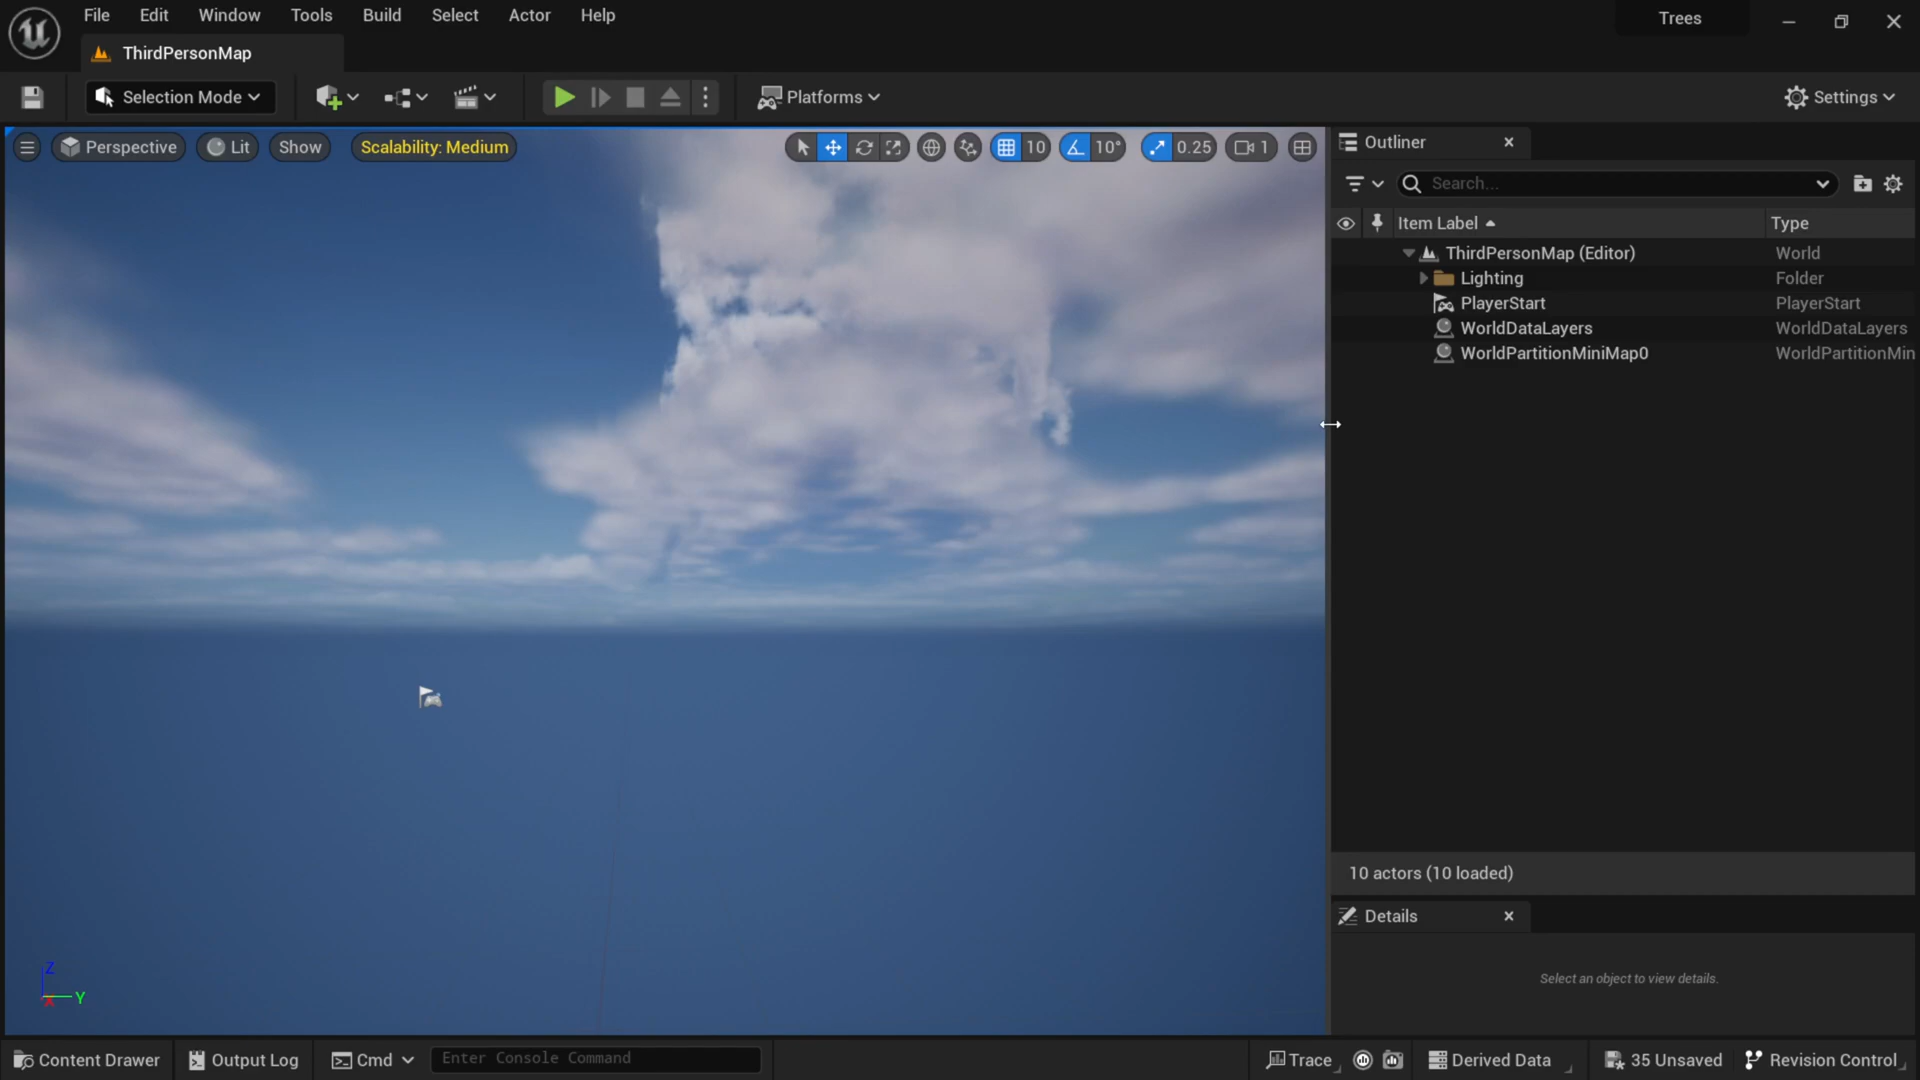 File Edit Window Tools Build Select Actor Help
Trees
ThirdPersonMap
Selection Mode
Platforms
Settings
Perspective Lit Show Scalability: Medium
10 10° 0.25 1
Outliner
Search...
Item Label Type
ThirdPersonMap (Editor) World
Lighting Folder
PlayerStart PlayerStart
WorldDataLayers WorldDataLayers
WorldPartitionMiniMap0 WorldPartitionMin
10 actors (10 loaded)
Details
Select an object to view details.
Z
X Y
Content Drawer Output Log Cmd Enter Console Command Trace Derived Data 35 Unsaved Revision Control